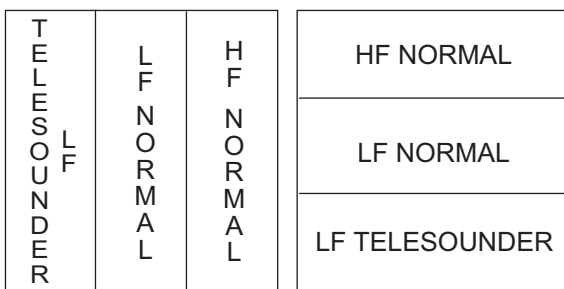 TELESOUNDER
LF
LF NORMAL
HF NORMAL
HF NORMAL
LF NORMAL
LF TELESOUNDER